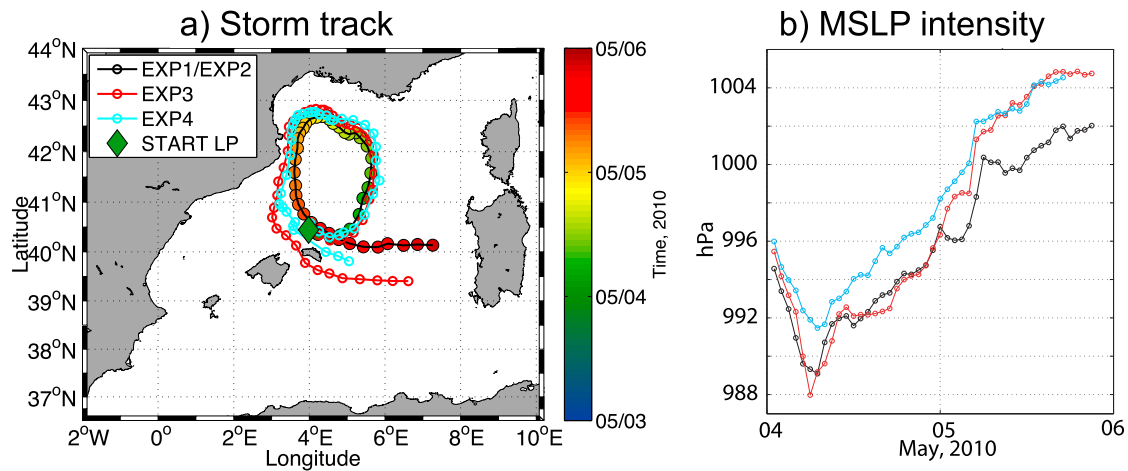 a) Storm track
b) MSLP intensity
44°N
43°N
42°N
41°N
40°N
39°N
38°N
37°N
Latitude
EXP1/EXP2
EXP3
EXP4
START LP
2°W
0°
2°E
4°E
6°E
8°E
10°E
Longitude
05/06
05/05
05/04
05/03
Time, 2010
1004
1000
996
992
988
hPa
04
05
06
May, 2010